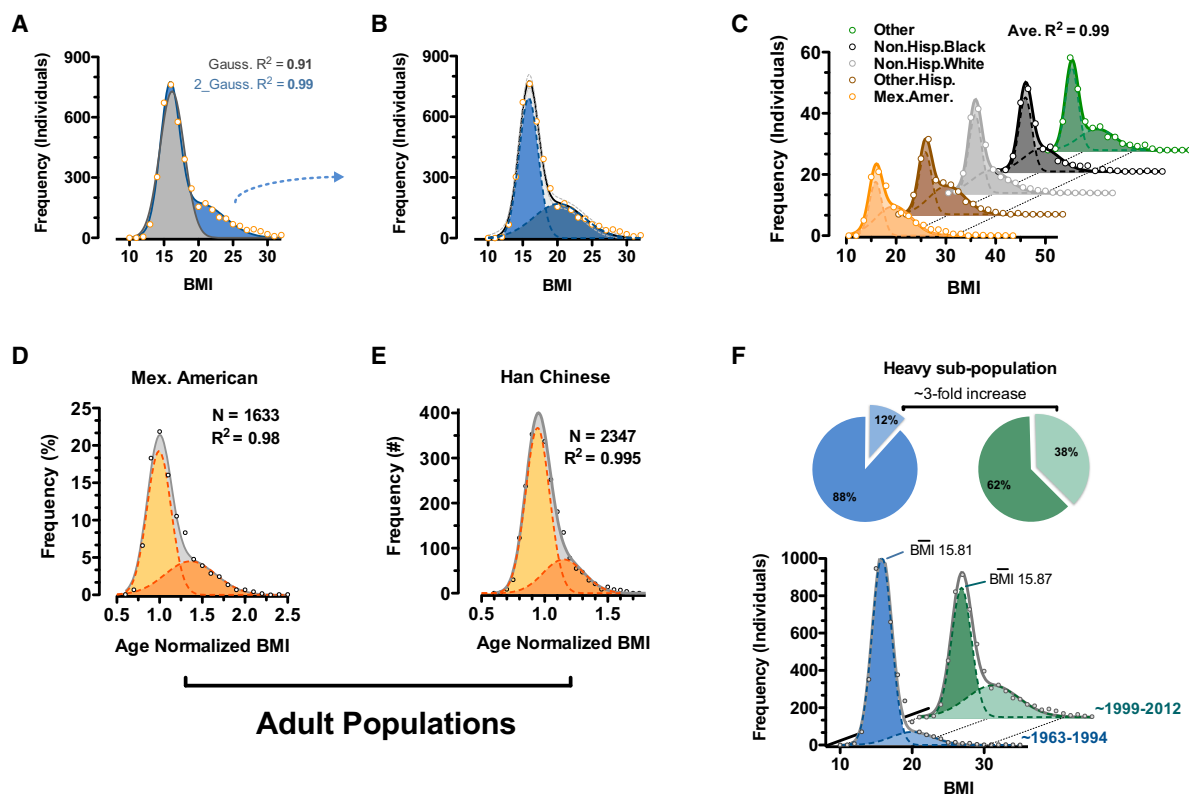 A
Frequency (Individuals)
900
600
300
0
Gauss. R² = 0.91
2_Gauss. R² = 0.99
10 15 20 25 30
BMI
B
Frequency (Individuals)
900
600
300
0
10 15 20 25 30
BMI
C
Frequency (Individuals)
60
40
20
0
Other
Non.Hisp.Black
Non.Hisp.White
Other.Hisp.
Mex.Amer.
Ave. R² = 0.99
10 20 30 40 50
BMI
D
Mex. American
Frequency (%)
25
20
15
10
5
0
N = 1633
R² = 0.98
0.5 1.0 1.5 2.0 2.5
Age Normalized BMI
E
Han Chinese
Frequency (#)
400
300
200
100
0
N = 2347
R² = 0.995
0.5 1.0 1.5
Age Normalized BMI
Adult Populations
F
Heavy sub-population
~3-fold increase
12%
88%
38%
62%
Frequency (Individuals)
1000
800
600
400
200
0
BMI 15.81
BMI 15.87
~1999-2012
~1963-1994
10 20 30
BMI